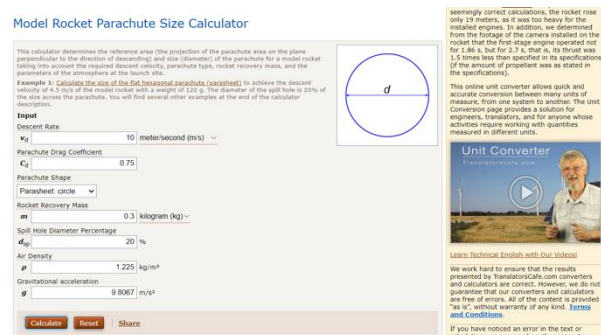 Model Rocket Parachute Size Calculator
This calculator determines the reference area (the projection of the parachute area on the plane
perpendicular to the direction of descending) and size (diameter) of the parachute for a model rocket
taking into account the required descent velocity, parachute type, rocket recovery mass, and the
parameters of the atmosphere at the launch site.
Example 1: Calculate the size of the flat hexagonal parachute (parasheet) to achieve the descent
velocity of 4.5 m/s of the model rocket with a weight of 120 g. The diameter of the spill hole is 20% of
the size across the parachute. You will find several other examples at the end of the calculator
description.
d
Input
Descent Rate
vd 10 meter/second (m/s)
Parachute Drag Coefficient
Cd 0.75
Parachute Shape
Parasheet: circle
Rocket Recovery Mass
m 0.3 kilogram (kg)
Spill Hole Diameter Percentage
dsp 20 %
Air Density
ρ 1.225 kg/m³
Gravitational acceleration
g 9.8067 m/s²
Calculate Reset Share
seemingly correct calculations, the rocket rose
only 19 meters, as it was too heavy for the
installed engines. In addition, we determined
from the footage of the camera installed on the
rocket that the first-stage engine operated not
for 1.86 s, but for 2.7 s, that is, its thrust was
1.5 times less than specified in its specifications
(if the amount of propellant was as stated in
the specifications).
This online unit converter allows quick and
accurate conversion between many units of
measure, from one system to another. The Unit
Conversion page provides a solution for
engineers, translators, and for anyone whose
activities require working with quantities
measured in different units.
Unit Converter
Translatorscafe.com
Learn Technical English with Our Videos!
We work hard to ensure that the results
presented by TranslatorsCafe.com converters
and calculators are correct. However, we do not
guarantee that our converters and calculators
are free of errors. All of the content is provided
"as is", without warranty of any kind. Terms
and Conditions.
If you have noticed an error in the text or